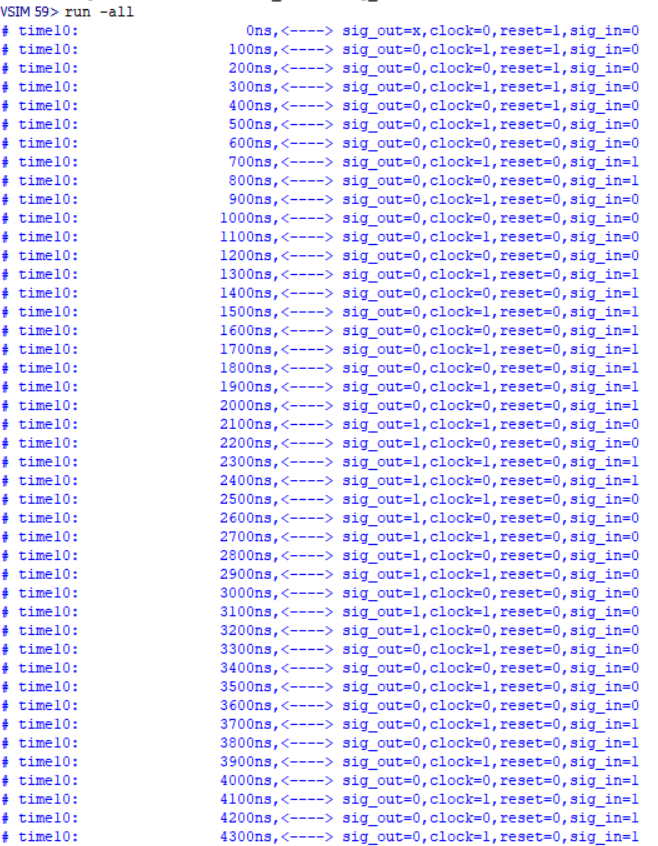 VSIM 59> run -all
# time10: 0ns,<----> sig_out=x,clock=0,reset=1,sig_in=0
# time10: 100ns,<----> sig_out=0,clock=1,reset=1,sig_in=0
# time10: 200ns,<----> sig_out=0,clock=0,reset=1,sig_in=0
# time10: 300ns,<----> sig_out=0,clock=1,reset=1,sig_in=0
# time10: 400ns,<----> sig_out=0,clock=0,reset=0,sig_in=0
# time10: 500ns,<----> sig_out=0,clock=1,reset=0,sig_in=0
# time10: 600ns,<----> sig_out=0,clock=0,reset=0,sig_in=0
# time10: 700ns,<----> sig_out=0,clock=1,reset=0,sig_in=1
# time10: 800ns,<----> sig_out=0,clock=0,reset=0,sig_in=1
# time10: 900ns,<----> sig_out=0,clock=1,reset=0,sig_in=0
# time10: 1000ns,<----> sig_out=0,clock=0,reset=0,sig_in=0
# time10: 1100ns,<----> sig_out=0,clock=1,reset=0,sig_in=0
# time10: 1200ns,<----> sig_out=0,clock=0,reset=0,sig_in=0
# time10: 1300ns,<----> sig_out=0,clock=1,reset=0,sig_in=1
# time10: 1400ns,<----> sig_out=0,clock=0,reset=0,sig_in=1
# time10: 1500ns,<----> sig_out=0,clock=1,reset=0,sig_in=1
# time10: 1600ns,<----> sig_out=0,clock=0,reset=0,sig_in=1
# time10: 1700ns,<----> sig_out=0,clock=1,reset=0,sig_in=1
# time10: 1800ns,<----> sig_out=0,clock=0,reset=0,sig_in=1
# time10: 1900ns,<----> sig_out=1,clock=1,reset=0,sig_in=1
# time10: 2000ns,<----> sig_out=1,clock=0,reset=0,sig_in=1
# time10: 2100ns,<----> sig_out=1,clock=1,reset=0,sig_in=0
# time10: 2200ns,<----> sig_out=1,clock=0,reset=0,sig_in=0
# time10: 2300ns,<----> sig_out=1,clock=1,reset=0,sig_in=1
# time10: 2400ns,<----> sig_out=1,clock=0,reset=0,sig_in=1
# time10: 2500ns,<----> sig_out=1,clock=1,reset=0,sig_in=0
# time10: 2600ns,<----> sig_out=1,clock=0,reset=0,sig_in=0
# time10: 2700ns,<----> sig_out=1,clock=1,reset=0,sig_in=0
# time10: 2800ns,<----> sig_out=1,clock=0,reset=0,sig_in=0
# time10: 2900ns,<----> sig_out=1,clock=1,reset=0,sig_in=0
# time10: 3000ns,<----> sig_out=1,clock=0,reset=0,sig_in=0
# time10: 3100ns,<----> sig_out=1,clock=1,reset=0,sig_in=0
# time10: 3200ns,<----> sig_out=1,clock=0,reset=0,sig_in=0
# time10: 3300ns,<----> sig_out=0,clock=1,reset=0,sig_in=0
# time10: 3400ns,<----> sig_out=0,clock=0,reset=0,sig_in=0
# time10: 3500ns,<----> sig_out=0,clock=1,reset=0,sig_in=0
# time10: 3600ns,<----> sig_out=0,clock=0,reset=0,sig_in=0
# time10: 3700ns,<----> sig_out=0,clock=1,reset=0,sig_in=1
# time10: 3800ns,<----> sig_out=0,clock=0,reset=0,sig_in=1
# time10: 3900ns,<----> sig_out=0,clock=1,reset=0,sig_in=1
# time10: 4000ns,<----> sig_out=0,clock=0,reset=0,sig_in=1
# time10: 4100ns,<----> sig_out=0,clock=1,reset=0,sig_in=1
# time10: 4200ns,<----> sig_out=0,clock=0,reset=0,sig_in=1
# time10: 4300ns,<----> sig_out=0,clock=1,reset=0,sig_in=1